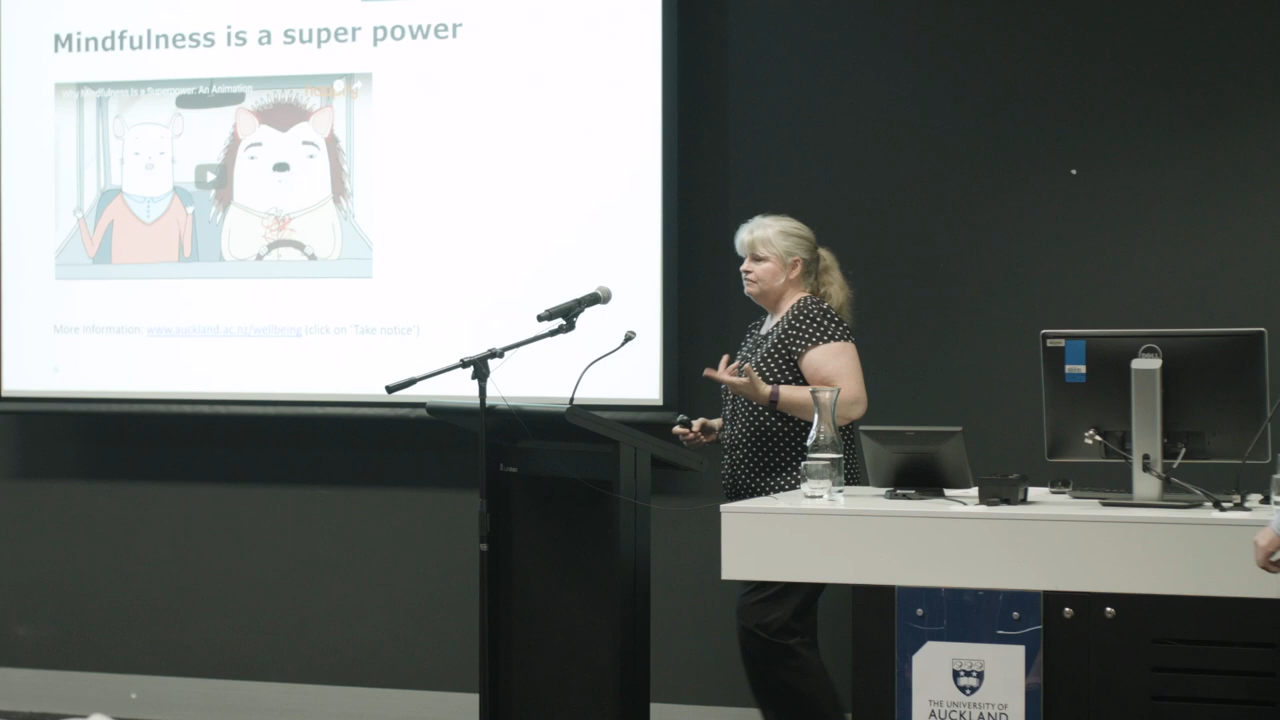 Mindfulness is a super power
Why Mindfulness Is a Superpower: An Animation
More information: www.auckland.ac.nz/wellbeing (click on 'Take notice')
DELL
THE UNIVERSITY OF
AUCKLAND